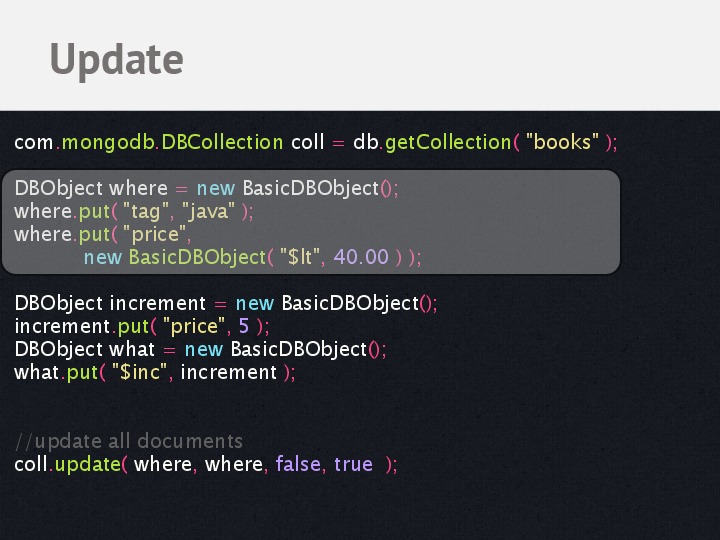 Update
com.mongodb.DBCollection coll = db.getCollection( "books" );
DBObject where = new BasicDBObject();
where.put( "tag", "java" );
where.put( "price",
new BasicDBObject( "$lt", 40.00 ) );
DBObject increment = new BasicDBObject();
increment.put( "price", 5 );
DBObject what = new BasicDBObject();
what.put( "$inc", increment );
//update all documents
coll.update( where, where, false, true );